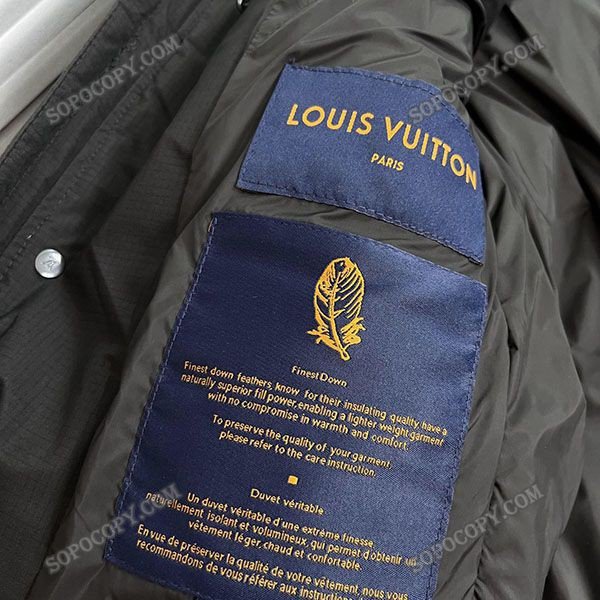 LOUIS VUITTON
PARIS
Finest Down
Finest down feathers, know for their insulating quality, have a
naturally superior fill power, enabling a lighter weight garment
with no compromise in warmth and comfort.
To preserve the quality of your garment,
please refer to the care instruction.
Duvet véritable
Un duvet véritable d'une extrême finesse
naturellement isolant et volumineux, qui permet d'obtenir un
vêtement léger, chaud et confortable.
En vue de préserver la qualité de votre vêtement, nous vous
recommandons de vous référer aux instructions
SOPOCOPY.COM
SOPOCOPY.COM
SOPOCOPY.COM
SOPOCOPY.COM
SOPOCOPY.COM
SOPOCOPY.COM